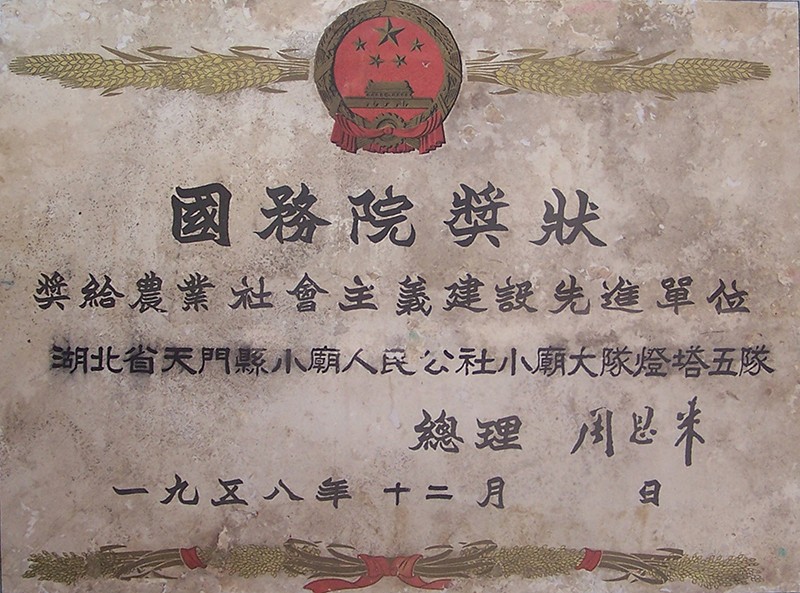 國務院獎狀
獎給農業社會主義建設先進單位
湖北省天門縣小廟人民公社小廟大隊燈塔五隊
總理 周恩来
一九五八年 十二月 日